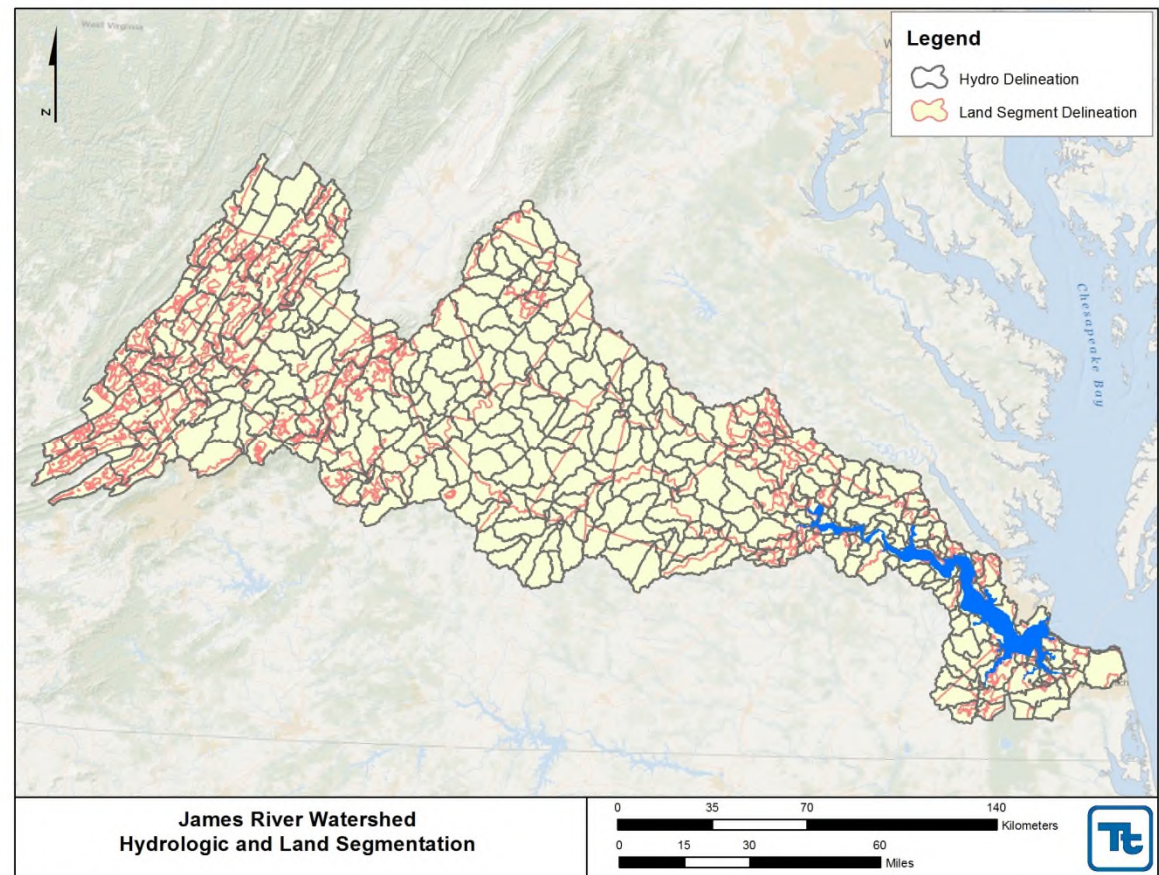 West Virginia
Legend
Hydro Delineation
Land Segment Delineation
N
Chesapeake Bay
James River Watershed
Hydrologic and Land Segmentation
0 35 70 140
Kilometers
0 15 30 60
Miles
Tt